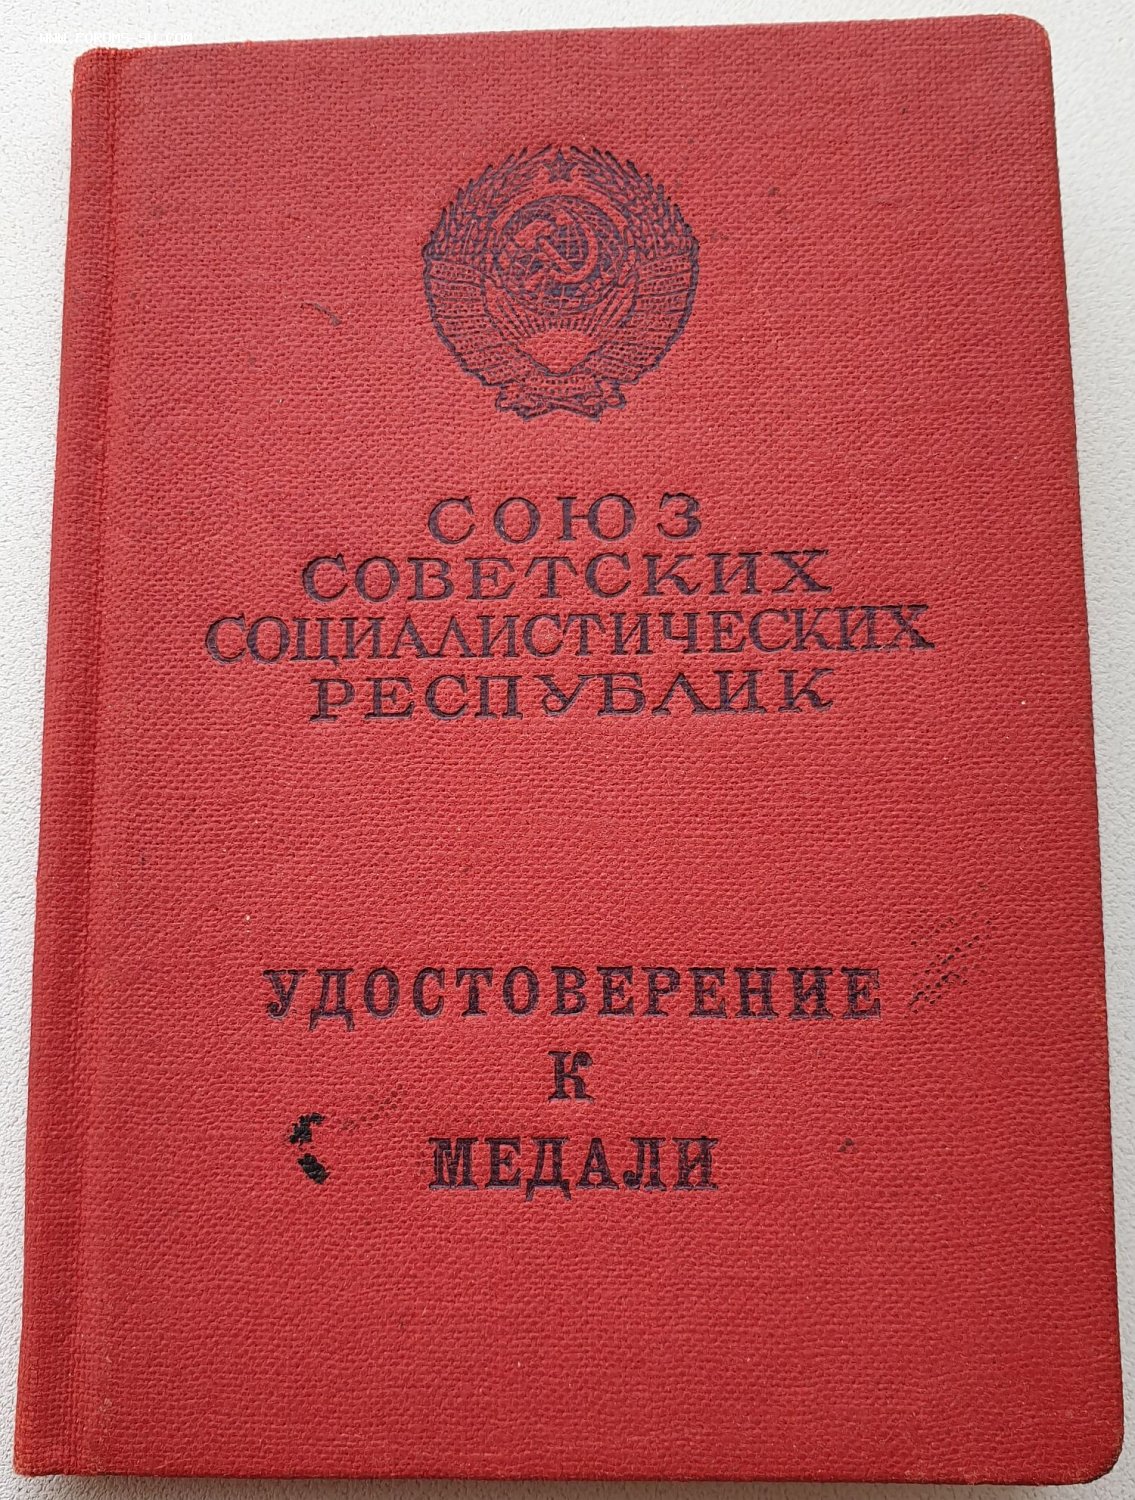 СОЮЗ
СОВЕТСКИХ
СОЦИАЛИСТИЧЕСКИХ
РЕСПУБЛИК
УДОСТОВЕРЕНИЕ
К
МЕДАЛИ